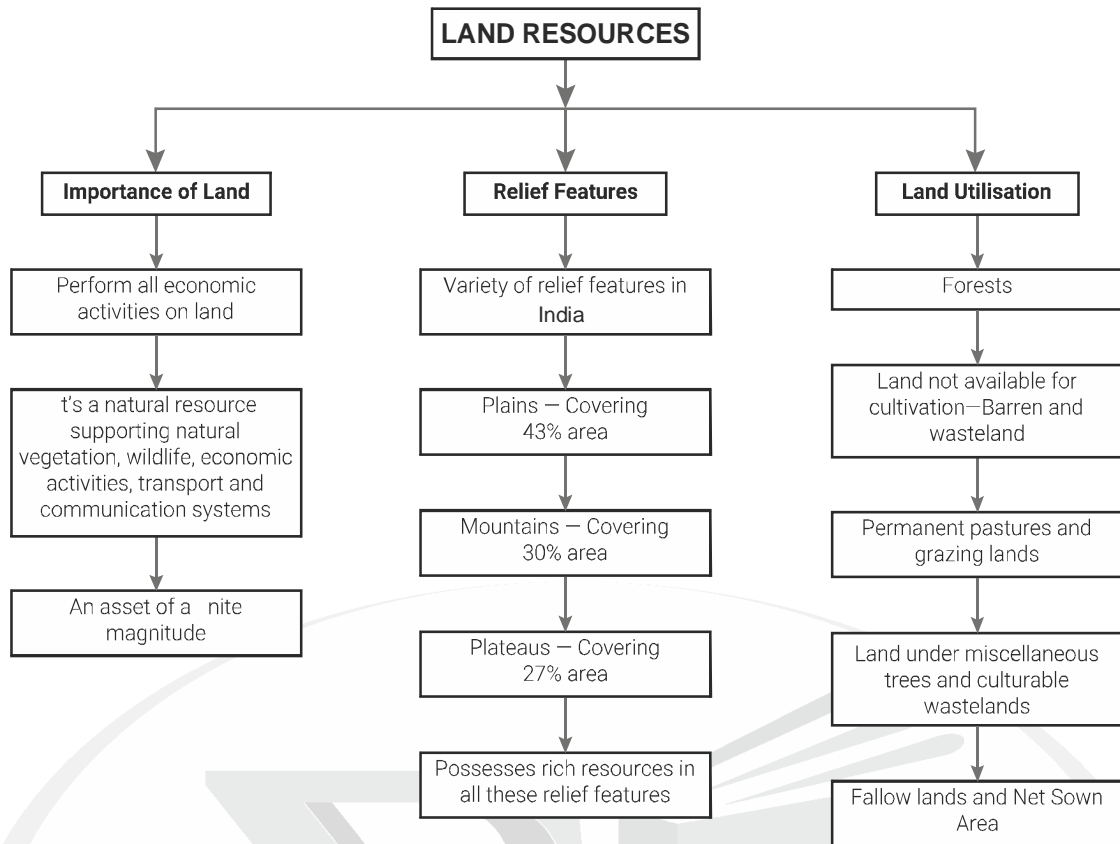 LAND RESOURCES
Importance of Land
Perform all economic
activities on land
t's a natural resource
supporting natural
vegetation, wildlife, economic
activities, transport and
communication systems
An asset of a nite
magnitude
Relief Features
Variety of relief features in
India
Plains – Covering
43% area
Mountains – Covering
30% area
Plateaus – Covering
27% area
Possesses rich resources in
all these relief features
Land Utilisation
Forests
Land not available for
cultivation–Barren and
wasteland
Permanent pastures and
grazing lands
Land under miscellaneous
trees and culturable
wastelands
Fallow lands and Net Sown
Area